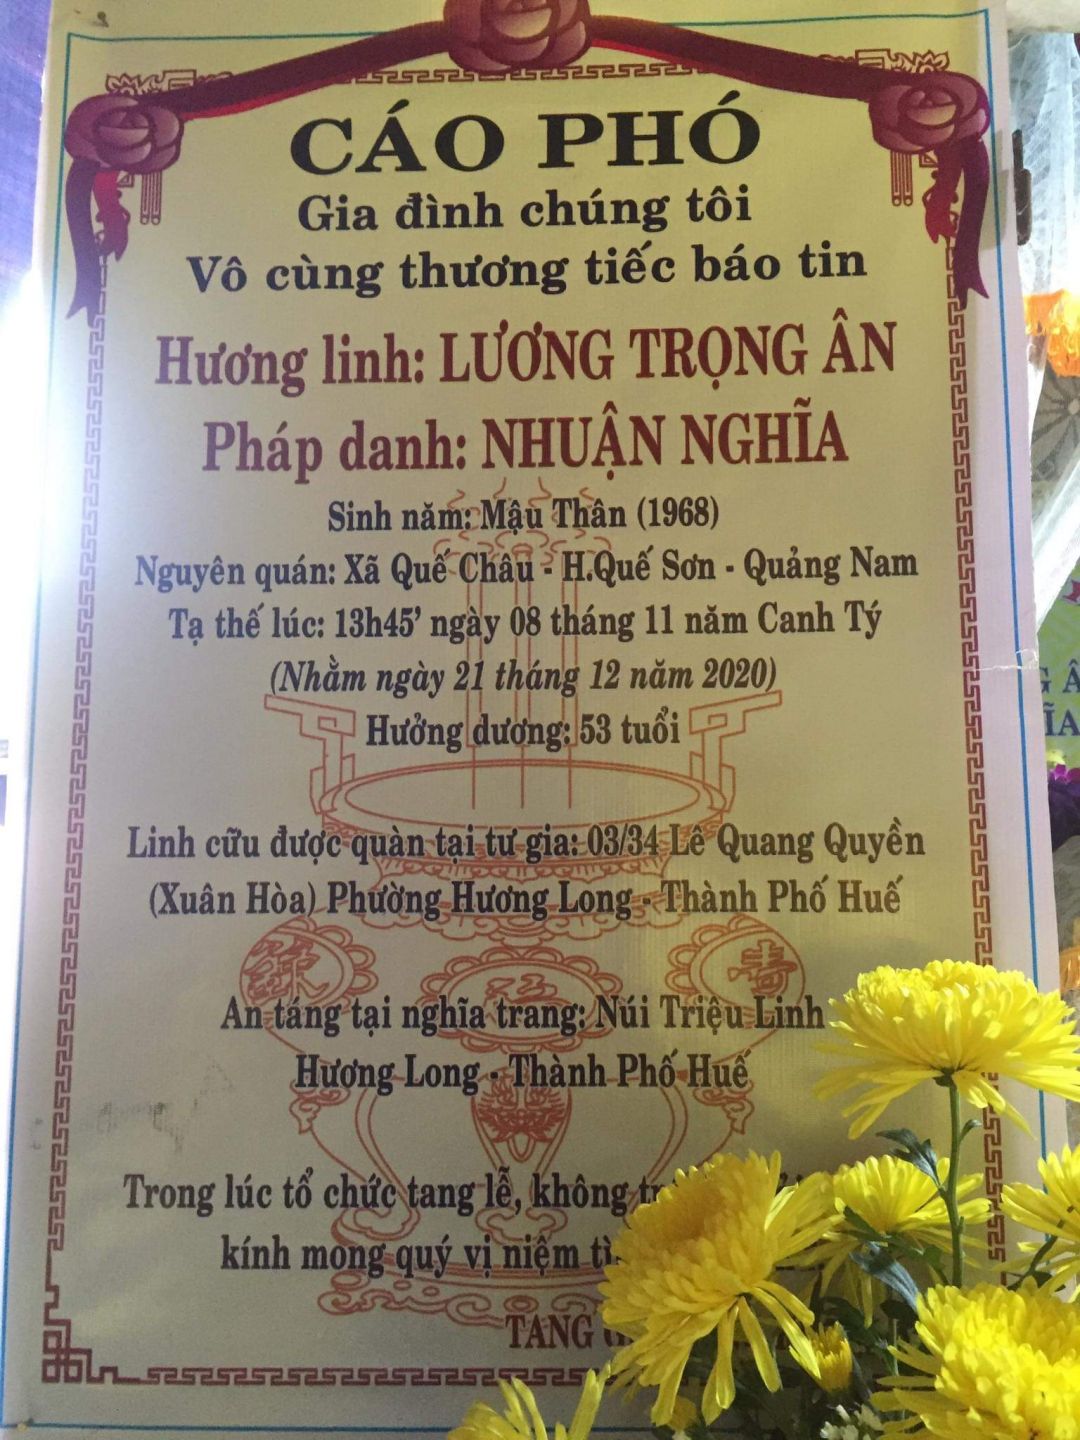 CÁO PHÓ
Gia đình chúng tôi
Vô cùng thương tiếc báo tin
Hương linh: LƯƠNG TRỌNG ÂN
Pháp danh: NHUẬN NGHĨA
Sinh năm: Mậu Thân (1968)
Nguyên quán: Xã Quế Châu - H.Quế Sơn - Quảng Nam
Tạ thế lúc: 13h45’ ngày 08 tháng 11 năm Canh Tý
(Nhằm ngày 21 tháng 12 năm 2020)
Hưởng dương: 53 tuổi
Linh cữu được quàn tại tư gia: 03/34 Lê Quang Quyền
(Xuân Hòa) Phường Hương Long - Thành Phố Huế
An táng tại nghĩa trang: Núi Triệu Linh
Hương Long - Thành Phố Huế
Trong lúc tổ chức tang lễ, không
kính mong quý vị niệm
TANG